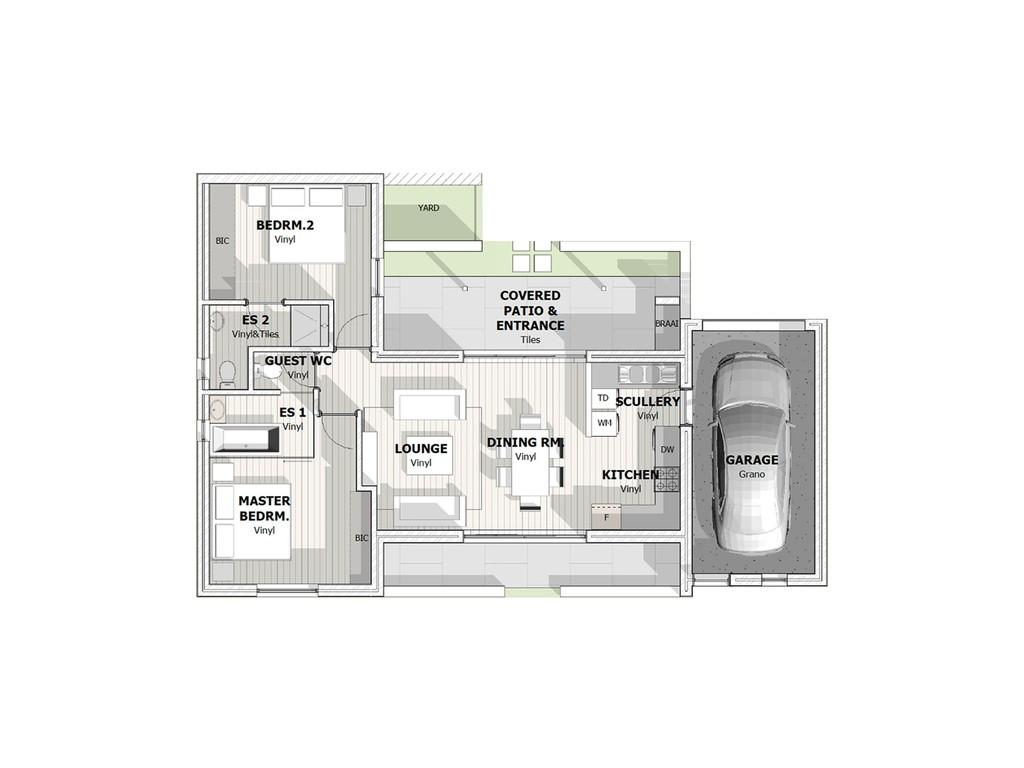 YARD
BEDRM.2
Vinyl
BIC
COVERED
PATIO &
ENTRANCE
Tiles
BRAAI
ES 2
Vinyl&Tiles
GUEST WC
Vinyl
TD
SCULLERY
Vinyl
WM
ES 1
Vinyl
LOUNGE
Vinyl
DINING RM.
Vinyl
DW
KITCHEN
Vinyl
F
GARAGE
Grano
MASTER
BEDRM.
Vinyl
BIC